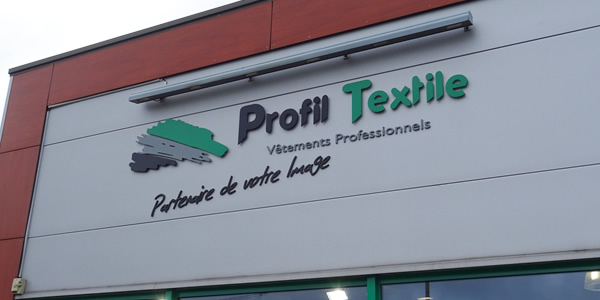 Profil Textile
Vêtements Professionnels
Partenaire de votre Image